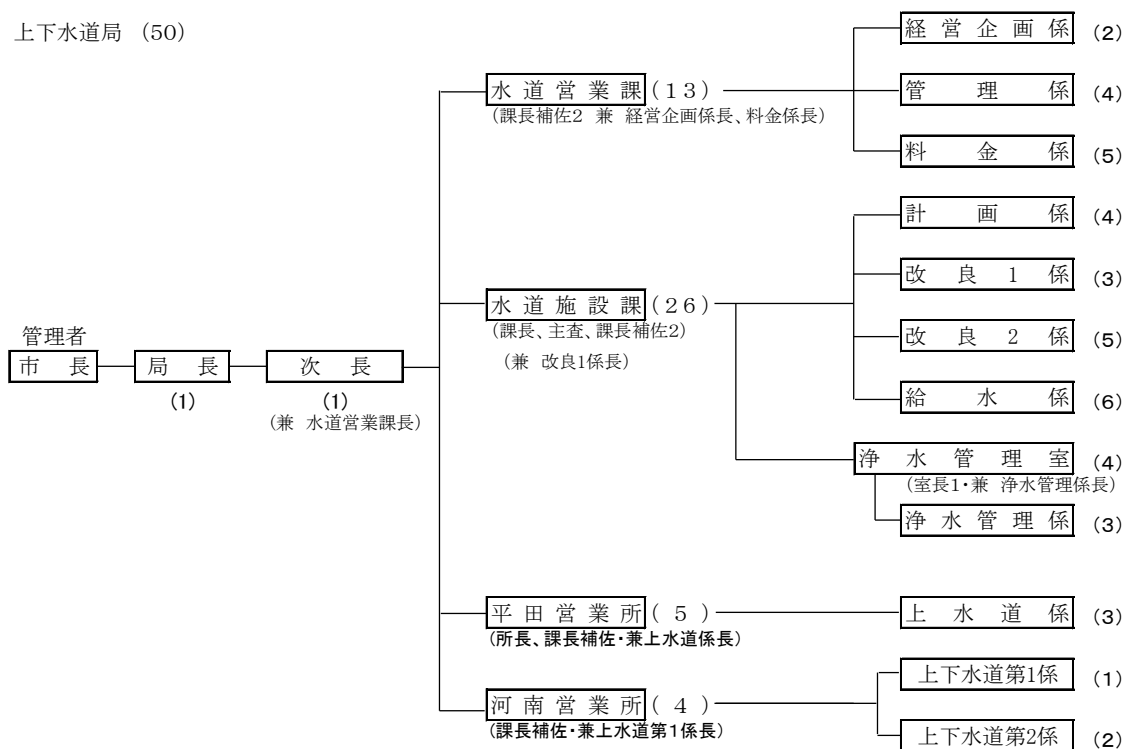 上下水道局 (50)
経営企画係 (2)
水道営業課(13)
(課長補佐2 兼 経営企画係長、料金係長)
管理係 (4)
料金係 (5)
計画係 (4)
改良1係 (3)
水道施設課(26)
(課長、主査、課長補佐2)
(兼 改良1係長)
改良2係 (5)
給水係 (6)
管理者
市長
局長
(1)
次長
(1)
(兼 水道営業課長)
浄水管理室 (4)
(室長1・兼 浄水管理係長)
浄水管理係 (3)
平田営業所(5)
(所長、課長補佐・兼上水道係長)
上水道係 (3)
河南営業所(4)
(課長補佐・兼上水道第1係長)
上下水道第1係 (1)
上下水道第2係 (2)